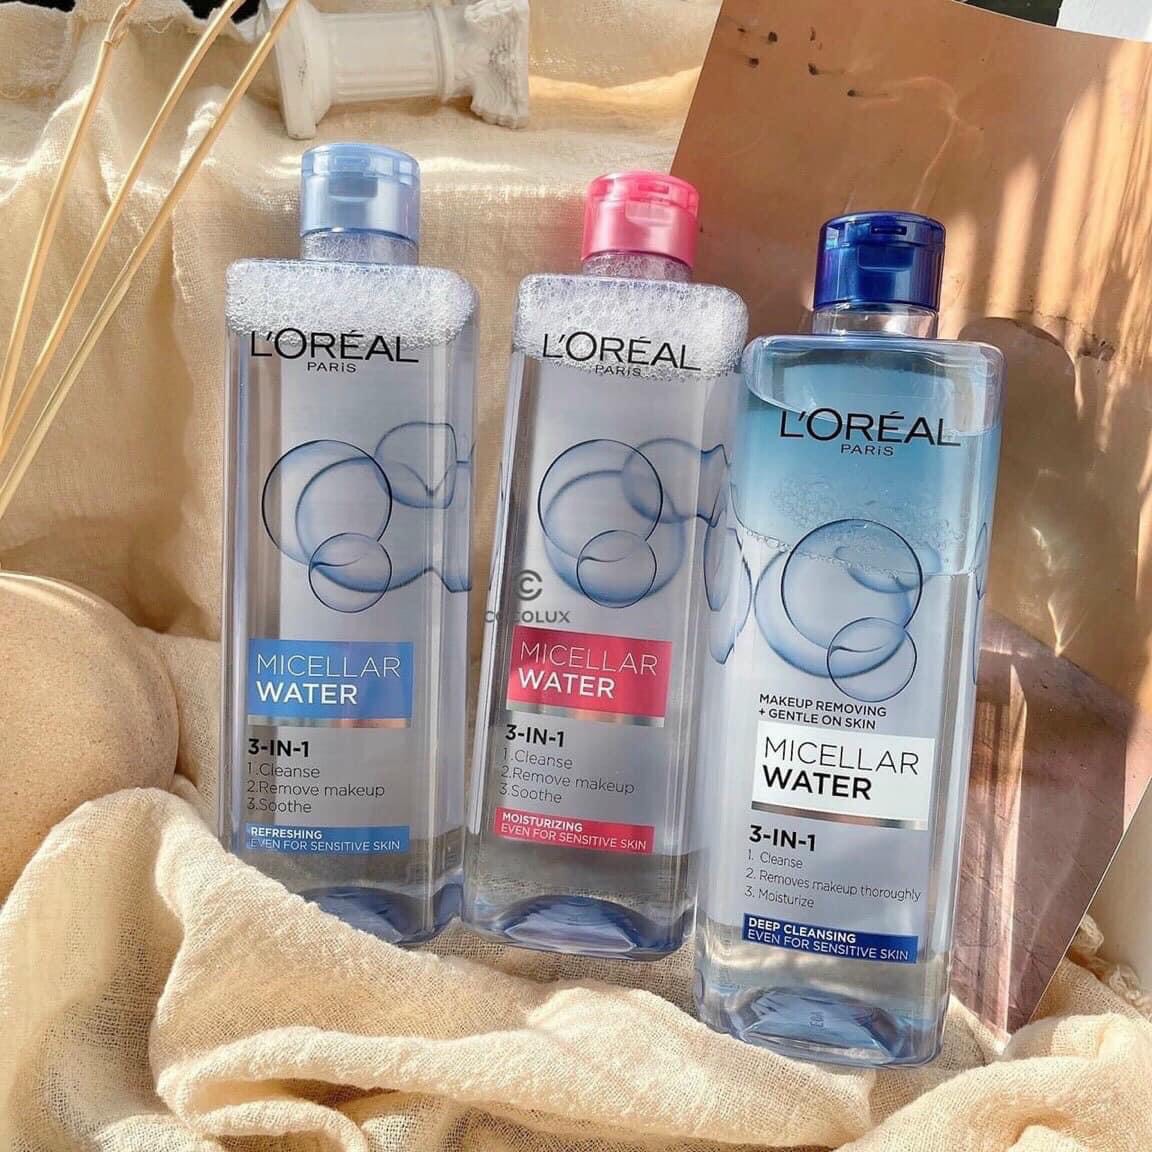 L'ORÉAL
PARIS
MICELLAR
WATER
3-IN-1
1.Cleanse
2.Remove makeup
3.Soothe
REFRESHING
EVEN FOR SENSITIVE SKIN
L'ORÉAL
PARIS
COCOLUX
MICELLAR
WATER
3-IN-1
1.Cleanse
2.Remove makeup
3.Soothe
MOISTURIZING
EVEN FOR SENSITIVE SKIN
L'ORÉAL
PARIS
MAKEUP REMOVING
+ GENTLE ON SKIN
MICELLAR
WATER
3-IN-1
1. Cleanse
2. Removes makeup thoroughly
3. Moisturize
DEEP CLEANSING
EVEN FOR SENSITIVE SKIN